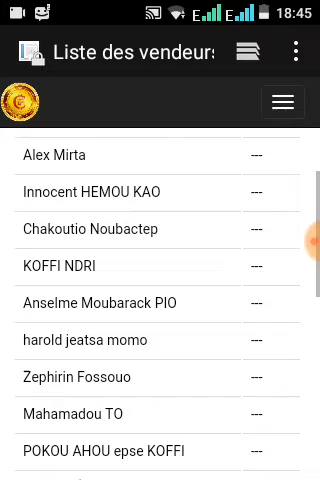 18:45
Liste des vendeurs
Alex Mirta ---
Innocent HEMOU KAO ---
Chakoutio Noubactep ---
KOFFI NDRI ---
Anselme Moubarack PIO ---
harold jeatsa momo ---
Zephirin Fossouo ---
Mahamadou TO ---
POKOU AHOU epse KOFFI ---